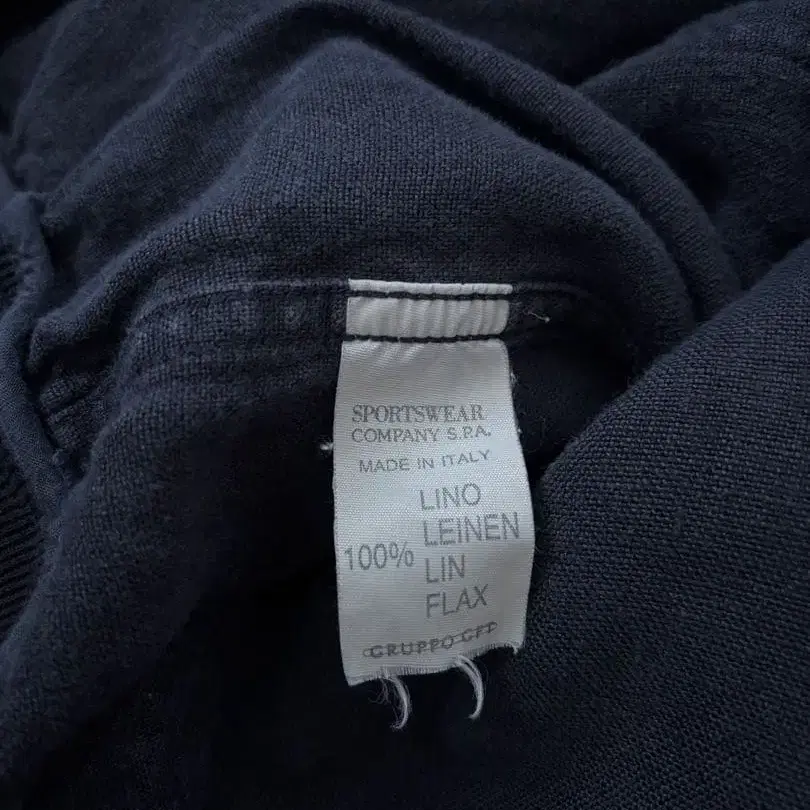 SPORTSWEAR
COMPANY S.P.A.
MADE IN ITALY
LINO
100% LEINEN
LIN
FLAX
GRUPPO GFT